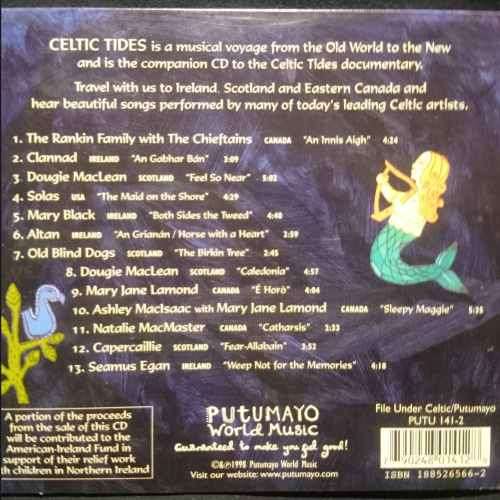 CELTIC TIDES is a musical voyage from the Old World to the New
and is the companion CD to the Celtic Tides documentary.
Travel with us to Ireland, Scotland and Eastern Canada and
hear beautiful songs performed by many of today's leading Celtic artists.
1. The Rankin Family with The Chieftains CANADA "An Innis Aigh" 4:24
2. Clannad IRELAND "An Gabhar Bán" 3:09
3. Dougie MacLean SCOTLAND "Feel So Near" 5:02
4. Solas USA "The Maid on the Shore" 4:29
5. Mary Black IRELAND "Both Sides the Tweed" 4:40
6. Altan IRELAND "An Grianán / Horse with a Heart" 2:59
7. Old Blind Dogs SCOTLAND "The Birkin Tree" 2:45
8. Dougie MacLean SCOTLAND "Caledonia" 4:57
9. Mary Jane Lamond CANADA "É Horò" 4:04
10. Ashley MacIsaac with Mary Jane Lamond CANADA "Sleepy Maggie" 5:35
11. Natalie MacMaster CANADA "Catharsis" 2:33
12. Capercaillie SCOTLAND "Fear-Allabain" 3:52
13. Seamus Egan IRELAND "Weep Not for the Memories" 4:18
A portion of the proceeds
from the sale of this CD
will be contributed to the
American-Ireland Fund in
support of their relief work
th children in Northern Ireland
PUTUMAYO
World Music
Guaranteed to make you feel good!
©&℗1998 Putumayo World Music
Visit our website: www.putumayo.com
File Under Celtic/Putumayo
PUTU 141-2
ISBN 188526566-2